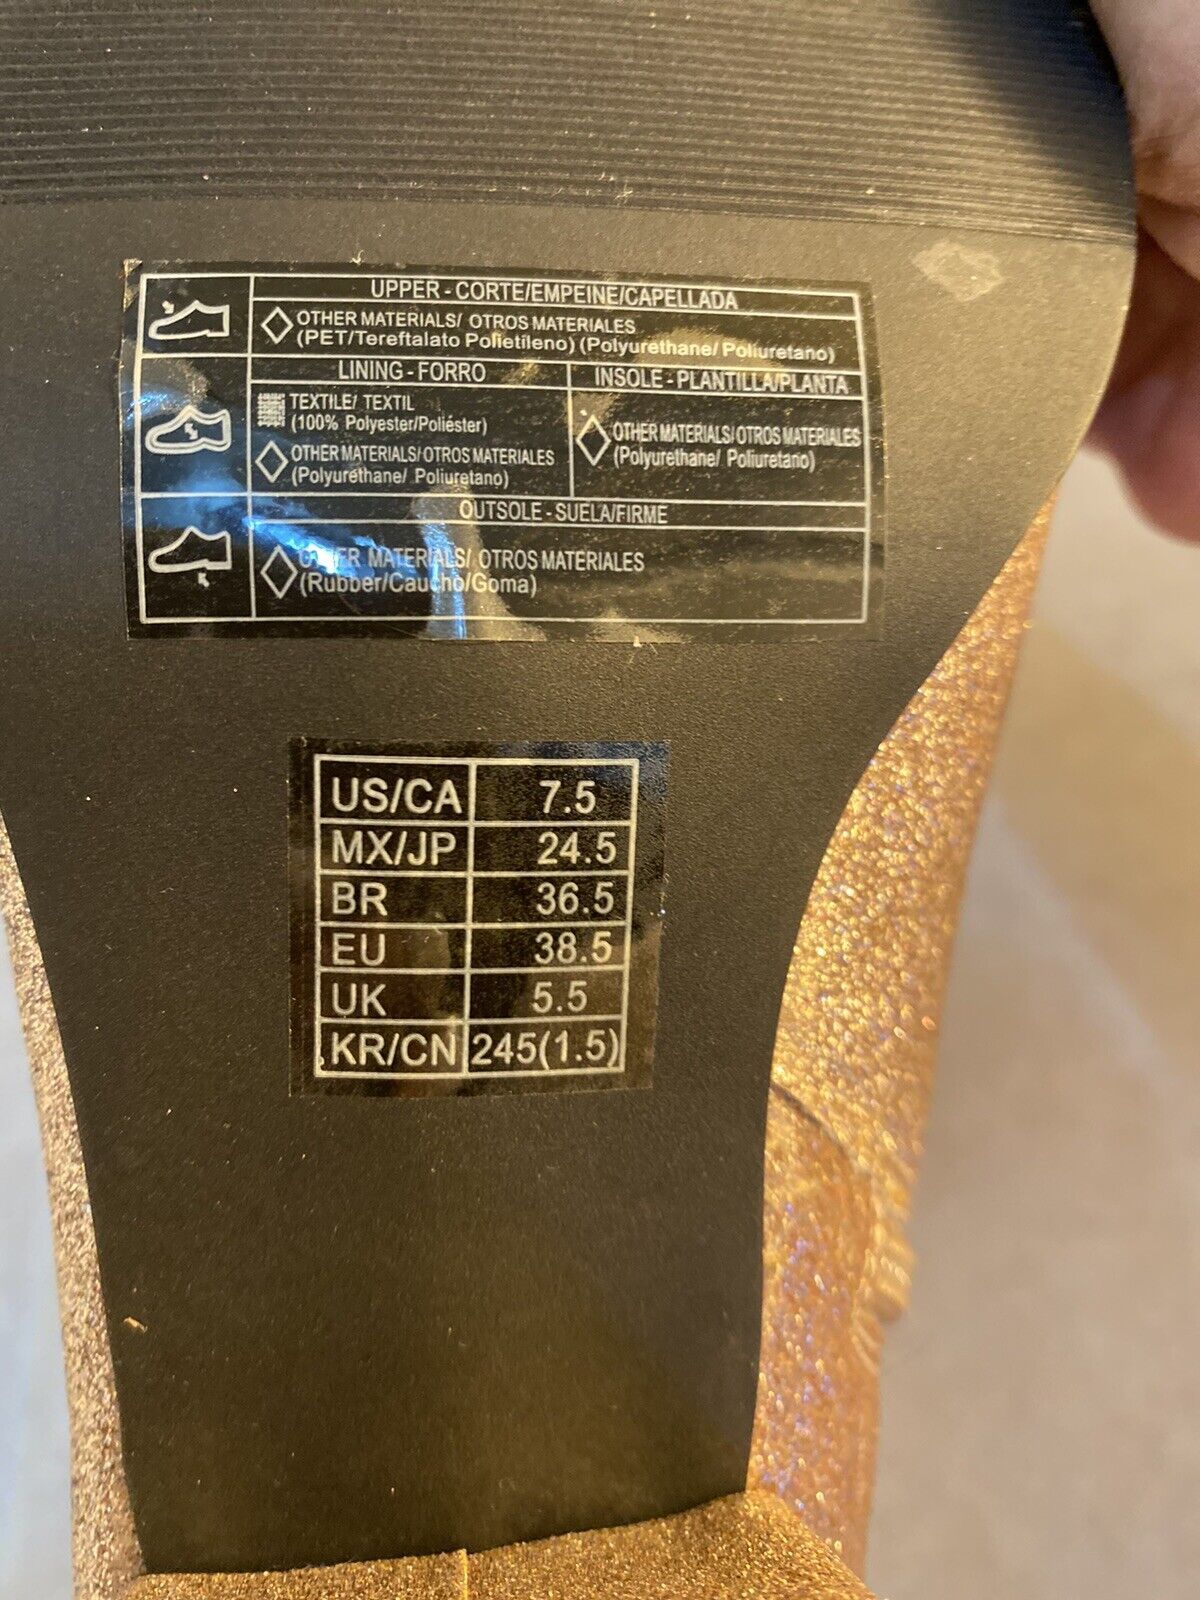 UPPER - CORTE/EMPEINE/CAPELLADA
OTHER MATERIALS/ OTROS MATERIALES
(PET/Tereftalato Polietileno) (Polyurethane/ Poliuretano)
LINING - FORRO
TEXTILE/ TEXTIL
(100% Polyester/Poliéster)
OTHER MATERIALS/ OTROS MATERIALES
(Polyurethane/ Poliuretano)
INSOLE - PLANTILLA/PLANTA
OTHER MATERIALS/ OTROS MATERIALES
(Polyurethane/ Poliuretano)
OUTSOLE - SUELA/FIRME
OTHER MATERIALS/ OTROS MATERIALES
(Rubber/Caucho/Goma)
US/CA 7.5
MX/JP 24.5
BR 36.5
EU 38.5
UK 5.5
KR/CN 245(1.5)